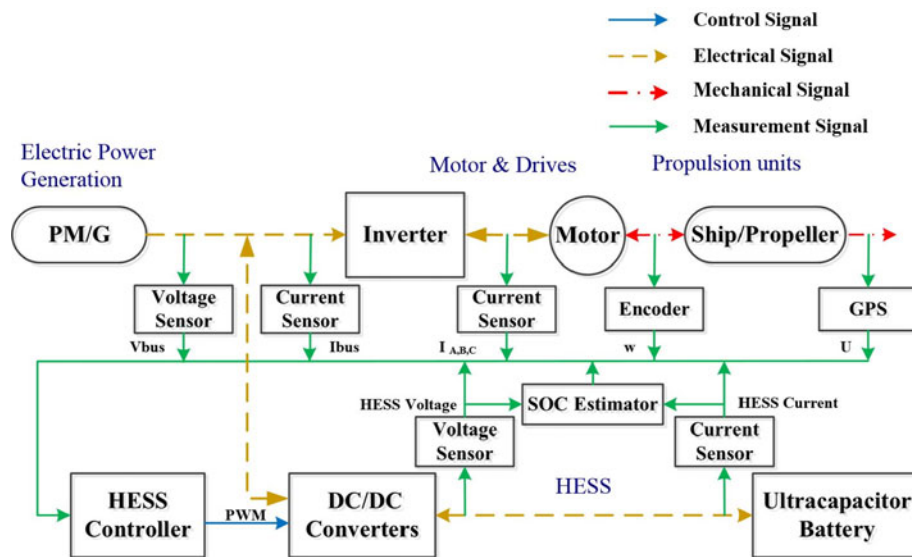 Control Signal
Electrical Signal
Mechanical Signal
Measurement Signal
Electric Power
Generation
Motor & Drives
Propulsion units
PM/G
Inverter
Motor
Ship/Propeller
Voltage
Sensor
Current
Sensor
Current
Sensor
Encoder
GPS
Vbus
Ibus
I A,B,C
w
U
HESS Voltage
SOC Estimator
HESS Current
Voltage
Sensor
Current
Sensor
HESS
HESS
Controller
PWM
DC/DC
Converters
Ultracapacitor
Battery